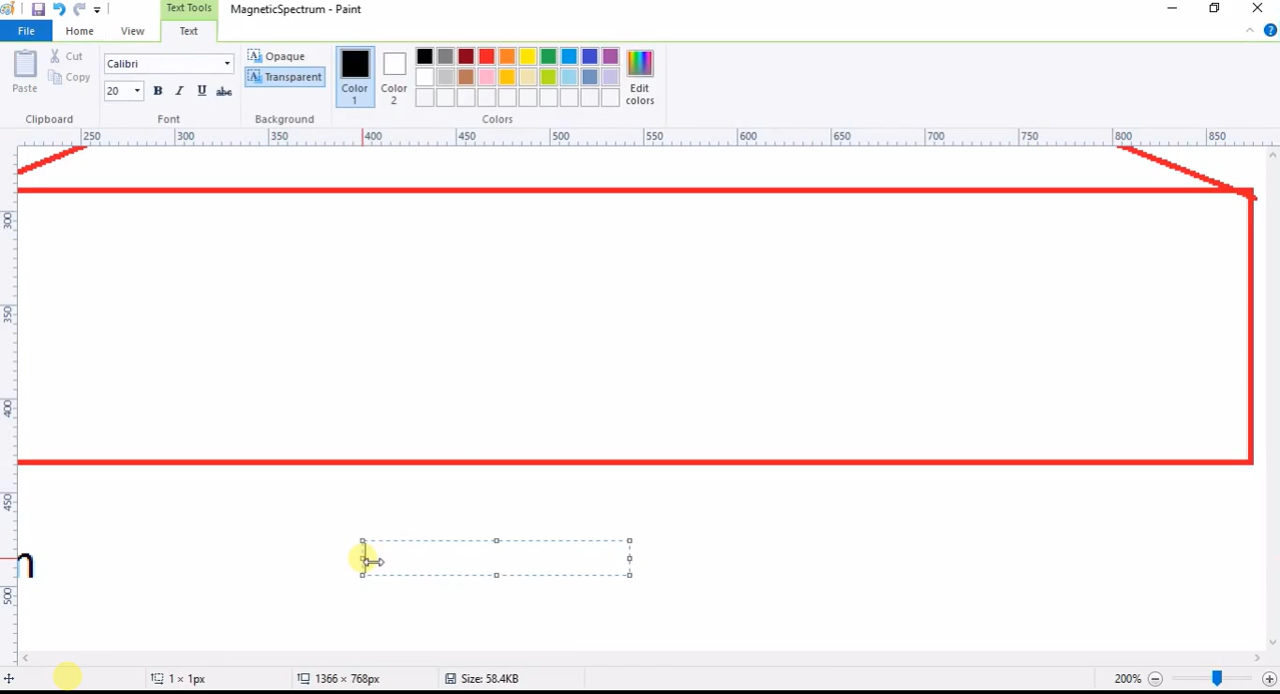 Text Tools
MagneticSpectrum - Paint
File
Home
View
Text
Paste
Cut
Copy
Clipboard
Calibri
20
B I U abc
Font
Opaque
Transparent
Background
Color 1
Color 2
Edit colors
Colors
250 300 350 400 450 500 550 600 650 700 750 800 850
300
350
400
450
500
1 × 1px
1366 × 768px
Size: 58.4KB
200%